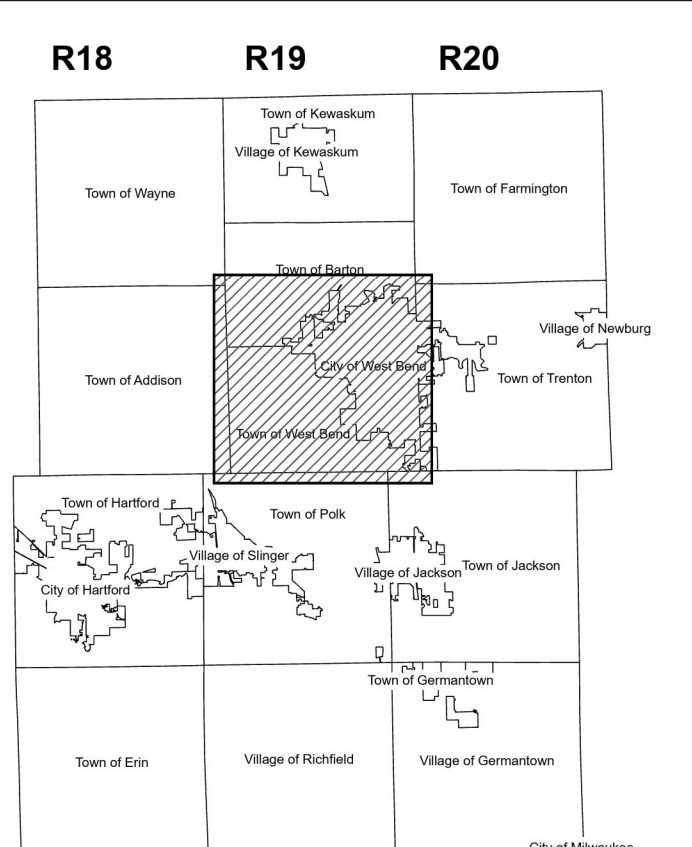 R18 R19 R20
Town of Kewaskum
Village of Kewaskum
Town of Wayne
Town of Farmington
Town of Barton
Village of Newburg
City of West Bend
Town of Addison
Town of Trenton
Town of West Bend
Town of Hartford
Town of Polk
Village of Slinger
Town of Jackson
Village of Jackson
City of Hartford
Town of Germantown
Town of Erin
Village of Richfield
Village of Germantown
City of Milwaukee